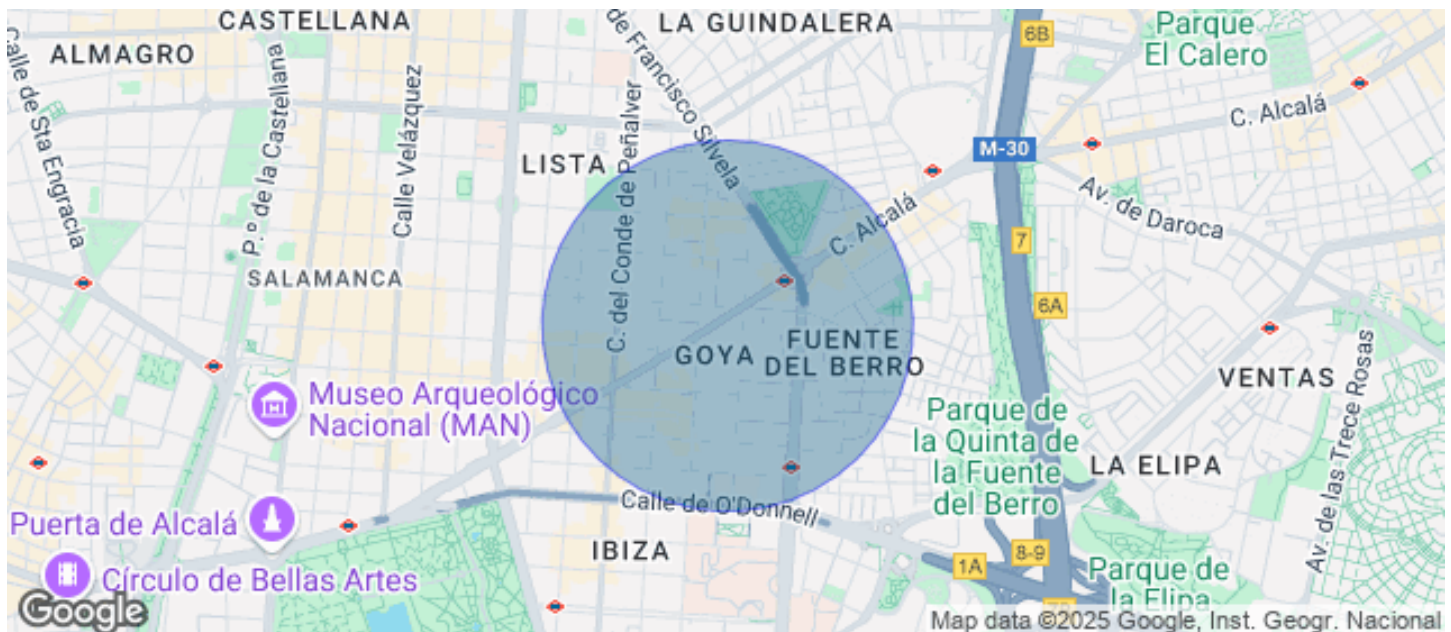 CASTELLANA
ALMAGRO
LA GUINDALERA
Parque
El Calero
6B
Calle de Sta Engracia
P.º de la Castellana
Calle Velázquez
de Francisco Silvela
C. del Conde de Peñalver
LISTA
M-30
C. Alcalá
Av. de Daroca
C. Alcalá
7
SALAMANCA
6A
GOYA
FUENTE
DEL BERRO
VENTAS
Av. de las Trece Rosas
Museo Arqueológico
Nacional (MAN)
Parque de
la Quinta de
la Fuente
del Berro
LA ELIPA
Puerta de Alcalá
Calle de O'Donnell
IBIZA
Círculo de Bellas Artes
1A
8-9
Parque de
la Elipa
Google
Map data ©2025 Google, Inst. Geogr. Nacional